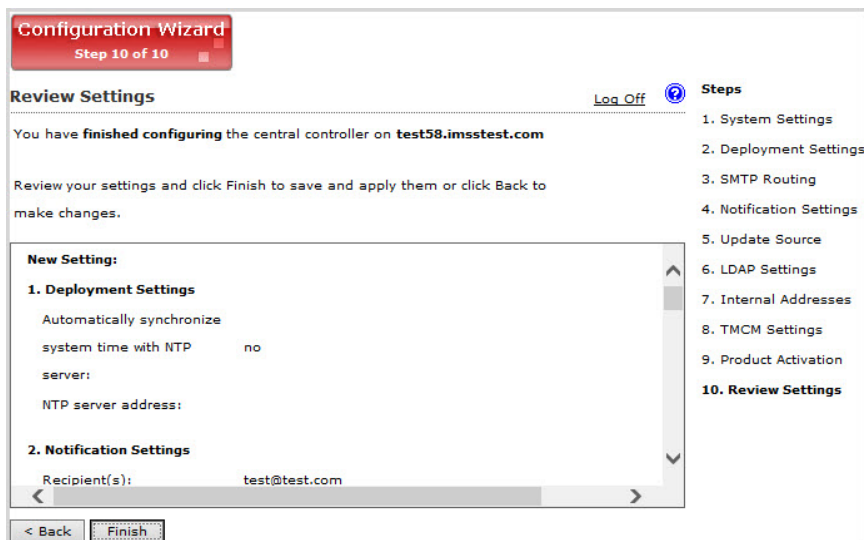 Configuration Wizard
Step 10 of 10
Review Settings
Log Off
?
You have finished configuring the central controller on test58.imsstest.com
Review your settings and click Finish to save and apply them or click Back to
make changes.
New Setting:
1. Deployment Settings
Automatically synchronize
system time with NTP no
server:
NTP server address:
2. Notification Settings
Recipient(s): test@test.com
< Back Finish
Steps
1. System Settings
2. Deployment Settings
3. SMTP Routing
4. Notification Settings
5. Update Source
6. LDAP Settings
7. Internal Addresses
8. TMCM Settings
9. Product Activation
10. Review Settings